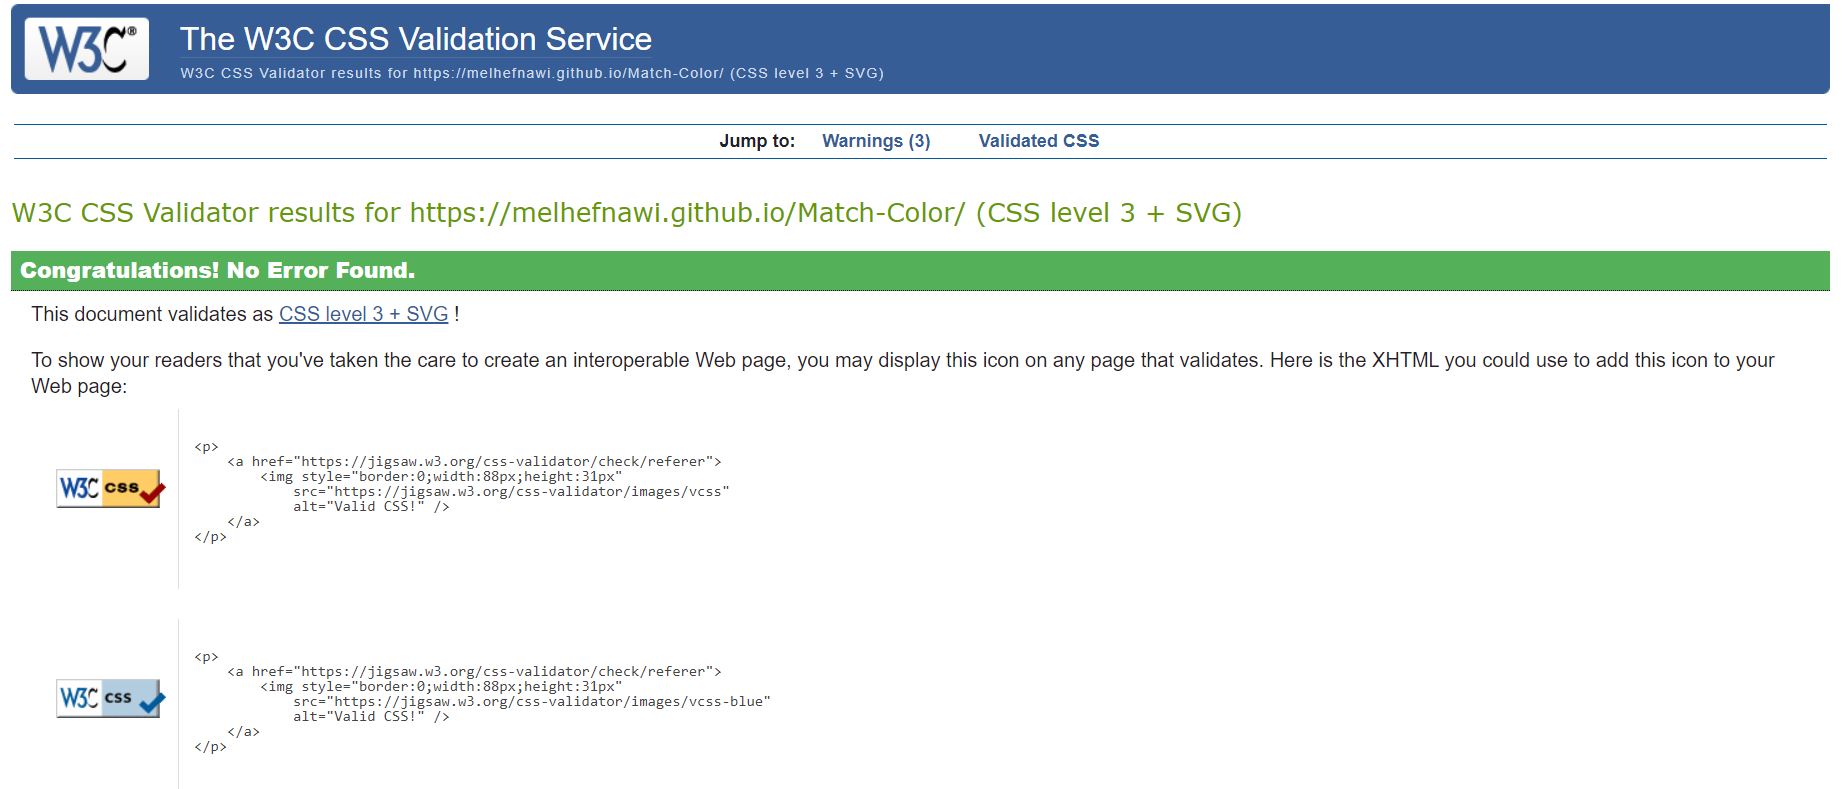 W3C®
The W3C CSS Validation Service
W3C CSS Validator results for https://melhefnawi.github.io/Match-Color/ (CSS level 3 + SVG)
Jump to: Warnings (3) Validated CSS
W3C CSS Validator results for https://melhefnawi.github.io/Match-Color/ (CSS level 3 + SVG)
Congratulations! No Error Found.
This document validates as CSS level 3 + SVG !
To show your readers that you've taken the care to create an interoperable Web page, you may display this icon on any page that validates. Here is the XHTML you could use to add this icon to your
Web page:
W3C css
<p>
    <a href="https://jigsaw.w3.org/css-validator/check/referer">
        <img style="border:0;width:88px;height:31px"
            src="https://jigsaw.w3.org/css-validator/images/vcss"
            alt="Valid CSS!" />
    </a>
</p>
W3C css
<p>
    <a href="https://jigsaw.w3.org/css-validator/check/referer">
        <img style="border:0;width:88px;height:31px"
            src="https://jigsaw.w3.org/css-validator/images/vcss-blue"
            alt="Valid CSS!" />
    </a>
</p>